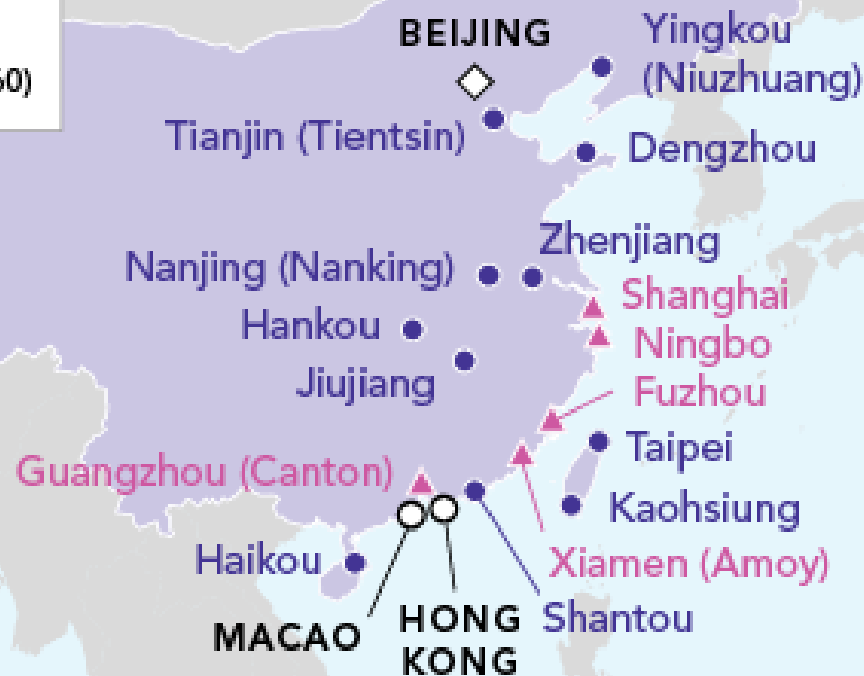 BEIJING
Yingkou
(Niuzhuang)
60)
Tianjin (Tientsin)
Dengzhou
Zhenjiang
Nanjing (Nanking)
Shanghai
Hankou
Ningbo
Jiujiang
Fuzhou
Taipei
Guangzhou (Canton)
Kaohsiung
Haikou
Xiamen (Amoy)
MACAO
HONG
KONG
Shantou